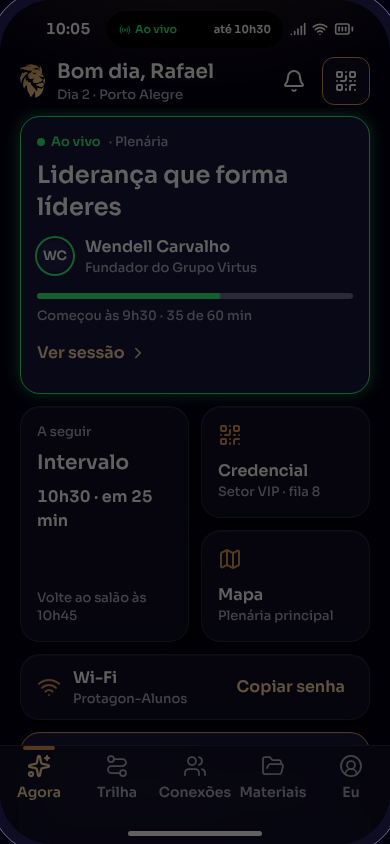 10:05
Ao vivo
até 10h30
Bom dia, Rafael
Dia 2 · Porto Alegre
Ao vivo · Plenária
Liderança que forma
líderes
WC
Wendell Carvalho
Fundador do Grupo Virtus
Começou às 9h30 · 35 de 60 min
Ver sessão
A seguir
Intervalo
10h30 · em 25
min
Volte ao salão às
10h45
Credencial
Setor VIP · fila 8
Mapa
Plenária principal
Wi-Fi
Protagon-Alunos
Copiar senha
Agora
Trilha
Conexões
Materiais
Eu